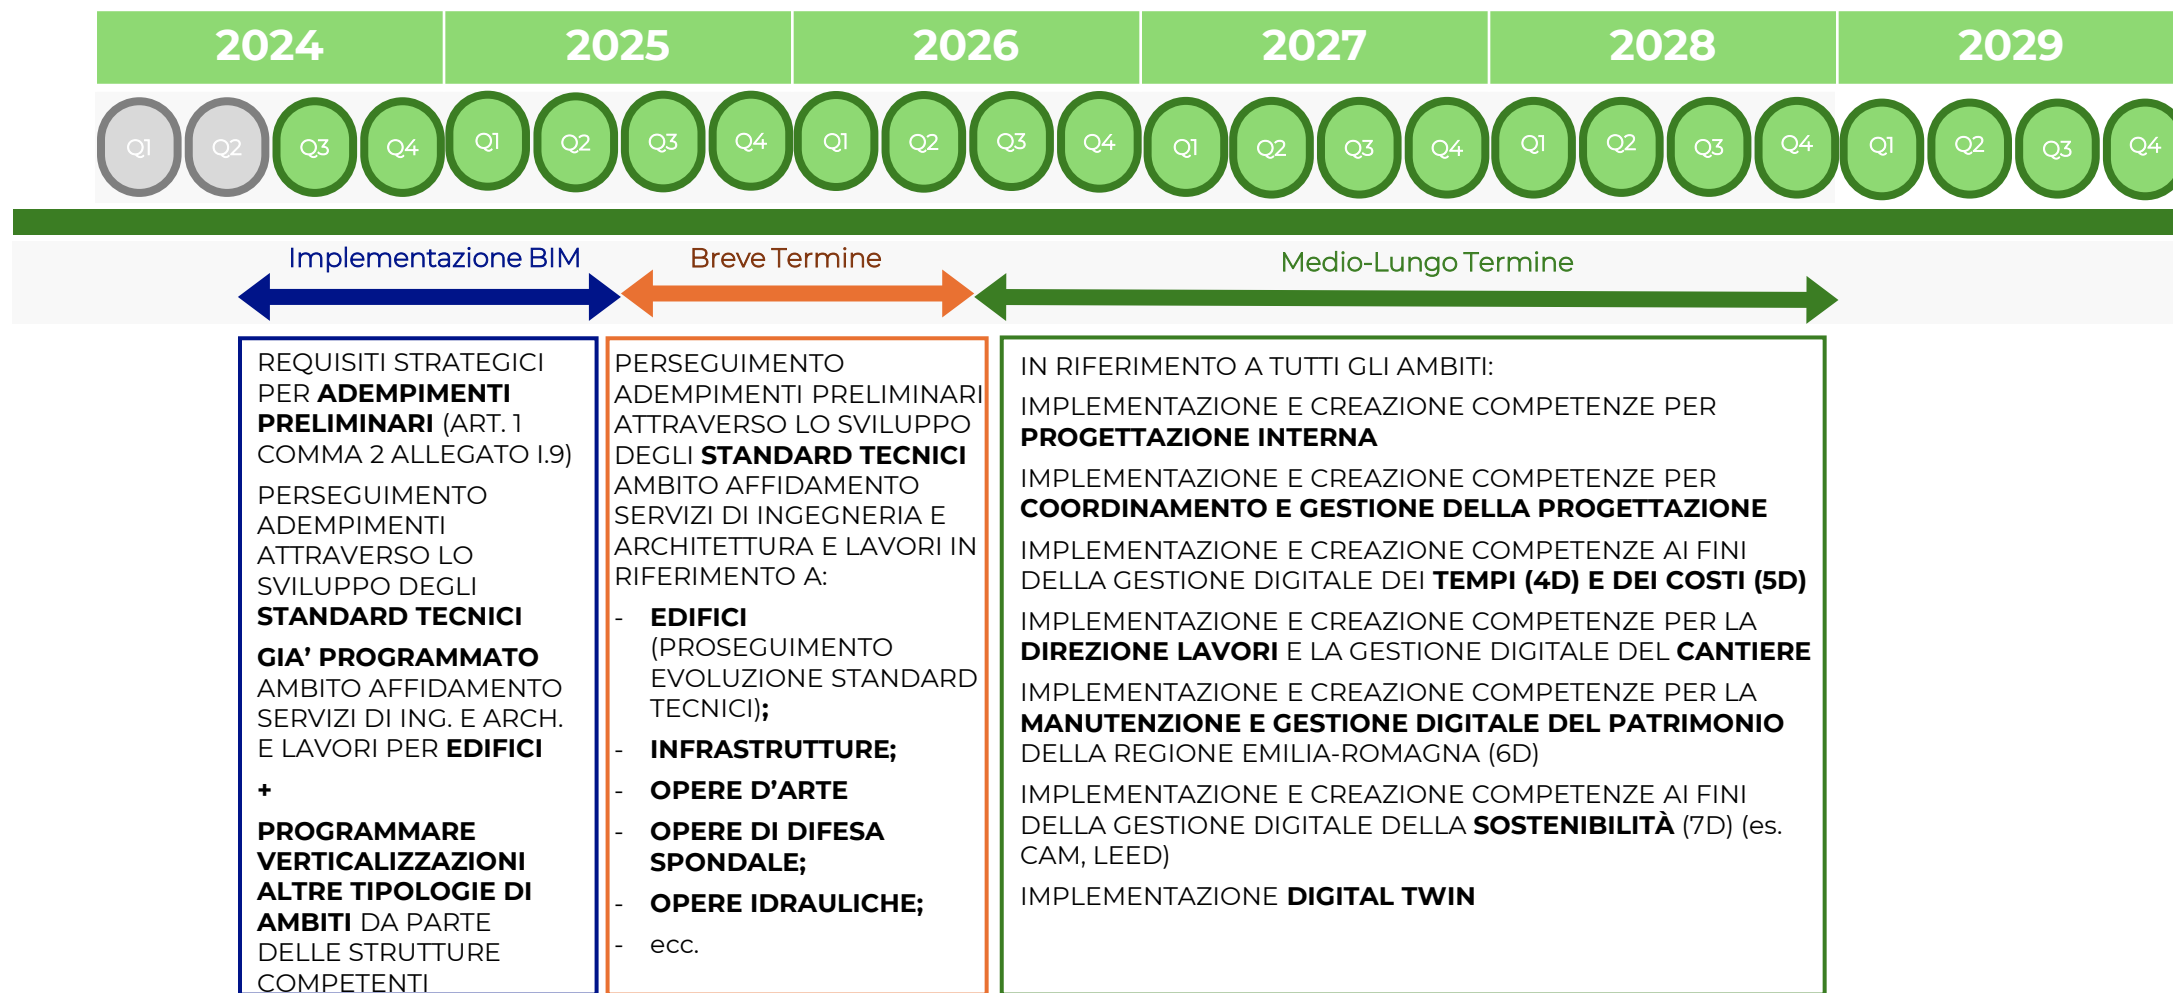 2024 2025 2026 2027 2028 2029
Q1 Q2 Q3 Q4 Q1 Q2 Q3 Q4 Q1 Q2 Q3 Q4 Q1 Q2 Q3 Q4 Q1 Q2 Q3 Q4 Q1 Q2 Q3 Q4
Implementazione BIM
Breve Termine
Medio-Lungo Termine
REQUISITI STRATEGICI
PER ADEMPIMENTI
PRELIMINARI (ART. 1
COMMA 2 ALLEGATO I.9)
PERSEGUIMENTO
ADEMPIMENTI
ATTRAVERSO LO
SVILUPPO DEGLI
STANDARD TECNICI
GIA’ PROGRAMMATO
AMBITO AFFIDAMENTO
SERVIZI DI ING. E ARCH.
E LAVORI PER EDIFICI
+
PROGRAMMARE
VERTICALIZZAZIONI
ALTRE TIPOLOGIE DI
AMBITI DA PARTE
DELLE STRUTTURE
COMPETENTI
PERSEGUIMENTO
ADEMPIMENTI PRELIMINARI
ATTRAVERSO LO SVILUPPO
DEGLI STANDARD TECNICI
AMBITO AFFIDAMENTO
SERVIZI DI INGEGNERIA E
ARCHITETTURA E LAVORI IN
RIFERIMENTO A:
- EDIFICI
(PROSEGUIMENTO
EVOLUZIONE STANDARD
TECNICI);
- INFRASTRUTTURE;
- OPERE D’ARTE
- OPERE DI DIFESA
SPONDALE;
- OPERE IDRAULICHE;
- ecc.
IN RIFERIMENTO A TUTTI GLI AMBITI:
IMPLEMENTAZIONE E CREAZIONE COMPETENZE PER
PROGETTAZIONE INTERNA
IMPLEMENTAZIONE E CREAZIONE COMPETENZE PER
COORDINAMENTO E GESTIONE DELLA PROGETTAZIONE
IMPLEMENTAZIONE E CREAZIONE COMPETENZE AI FINI
DELLA GESTIONE DIGITALE DEI TEMPI (4D) E DEI COSTI (5D)
IMPLEMENTAZIONE E CREAZIONE COMPETENZE PER LA
DIREZIONE LAVORI E LA GESTIONE DIGITALE DEL CANTIERE
IMPLEMENTAZIONE E CREAZIONE COMPETENZE PER LA
MANUTENZIONE E GESTIONE DIGITALE DEL PATRIMONIO
DELLA REGIONE EMILIA-ROMAGNA (6D)
IMPLEMENTAZIONE E CREAZIONE COMPETENZE AI FINI
DELLA GESTIONE DIGITALE DELLA SOSTENIBILITÀ (7D) (es.
CAM, LEED)
IMPLEMENTAZIONE DIGITAL TWIN